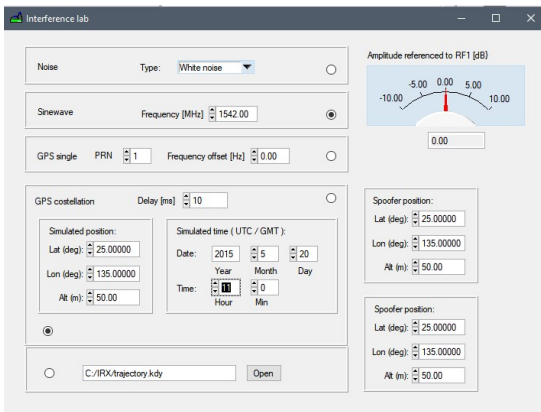 Interference lab
Noise Type: White noise
Sinewave Frequency [MHz] 1542.00
GPS single PRN 1 Frequency offset [Hz] 0.00
GPS costellation Delay [ms] 10
Simulated position:
Lat (deg): 25.00000
Lon (deg): 135.00000
Alt (m): 50.00
Simulated time ( UTC / GMT ):
Date: 2015 5 20
Year Month Day
Time: 11 0
Hour Min
C:/IRX/trajectory.kdy Open
Amplitude referenced to RF1 [dB]
-10.00 -5.00 0.00 5.00 10.00
0.00
Spoofer position:
Lat (deg): 25.00000
Lon (deg): 135.00000
Alt (m): 50.00
Spoofer position:
Lat (deg): 25.00000
Lon (deg): 135.00000
Alt (m): 50.00